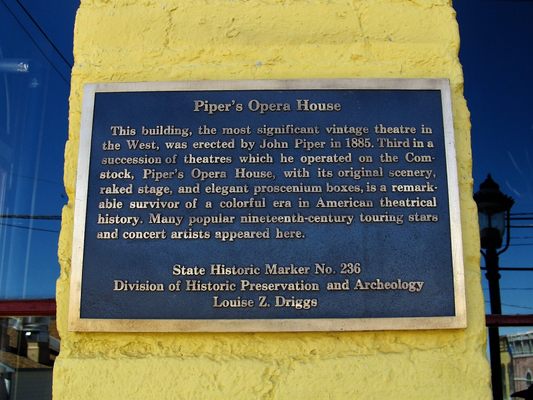 Piper's Opera House
This building, the most significant vintage theatre in
the West, was erected by John Piper in 1885. Third in a
succession of theatres which he operated on the Com-
stock, Piper's Opera House, with its original scenery,
raked stage, and elegant proscenium boxes, is a remark-
able survivor of a colorful era in American theatrical
history. Many popular nineteenth-century touring stars
and concert artists appeared here.
State Historic Marker No. 236
Division of Historic Preservation and Archeology
Louise Z. Driggs